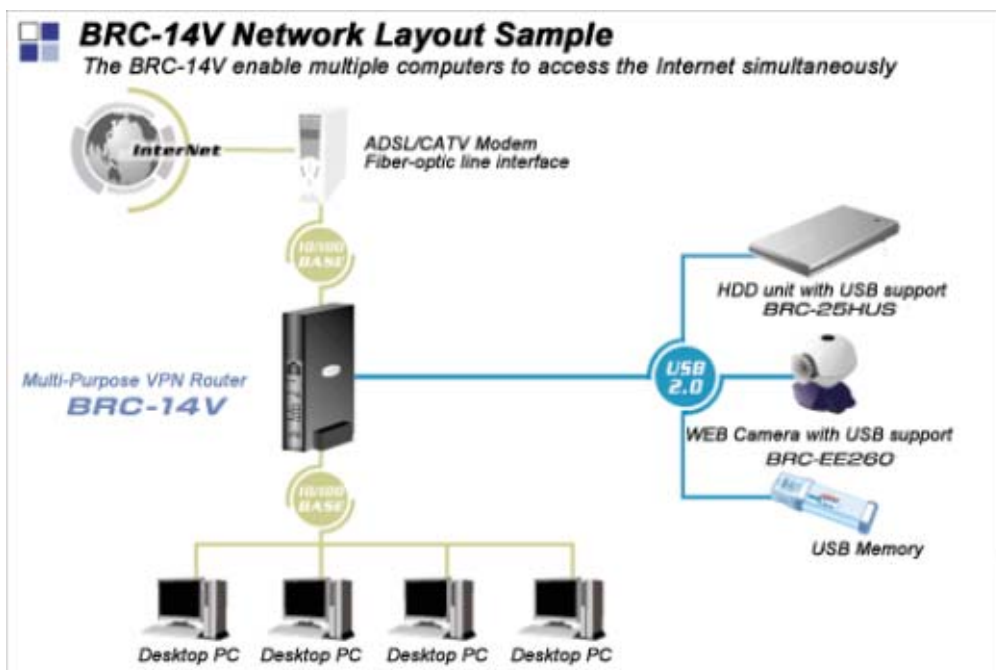 BRC-14V Network Layout Sample
The BRC-14V enable multiple computers to access the Internet simultaneously
InterNet
ADSL/CATV Modem
Fiber-optic line interface
10/100
BASE
HDD unit with USB support
BRC-25HUS
Multi-Purpose VPN Router
BRC-14V
USB
2.0
WEB Camera with USB support
BRC-EE260
10/100
BASE
USB Memory
Desktop PC
Desktop PC
Desktop PC
Desktop PC